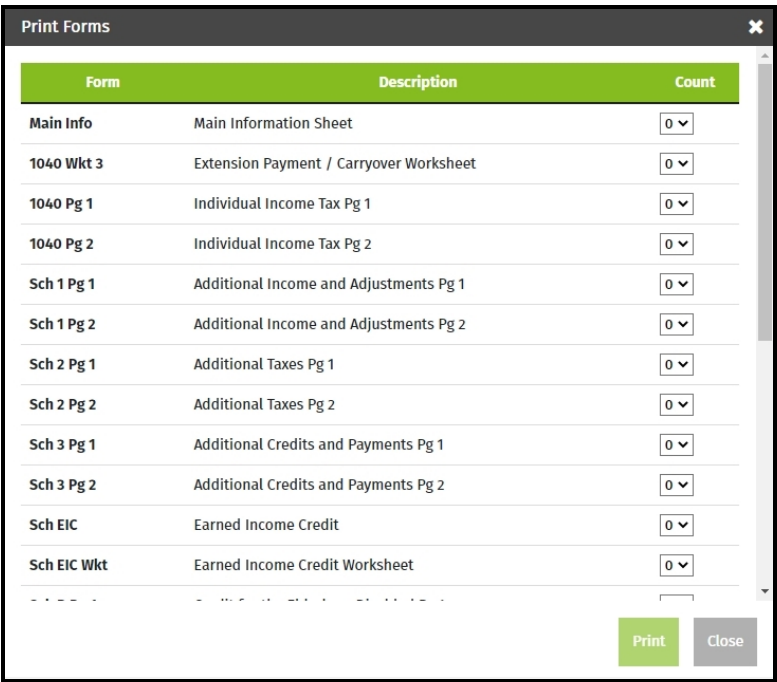 Print Forms
Form Description Count
Main Info Main Information Sheet 0
1040 Wkt 3 Extension Payment / Carryover Worksheet 0
1040 Pg 1 Individual Income Tax Pg 1 0
1040 Pg 2 Individual Income Tax Pg 2 0
Sch 1 Pg 1 Additional Income and Adjustments Pg 1 0
Sch 1 Pg 2 Additional Income and Adjustments Pg 2 0
Sch 2 Pg 1 Additional Taxes Pg 1 0
Sch 2 Pg 2 Additional Taxes Pg 2 0
Sch 3 Pg 1 Additional Credits and Payments Pg 1 0
Sch 3 Pg 2 Additional Credits and Payments Pg 2 0
Sch EIC Earned Income Credit 0
Sch EIC Wkt Earned Income Credit Worksheet 0
Print Close